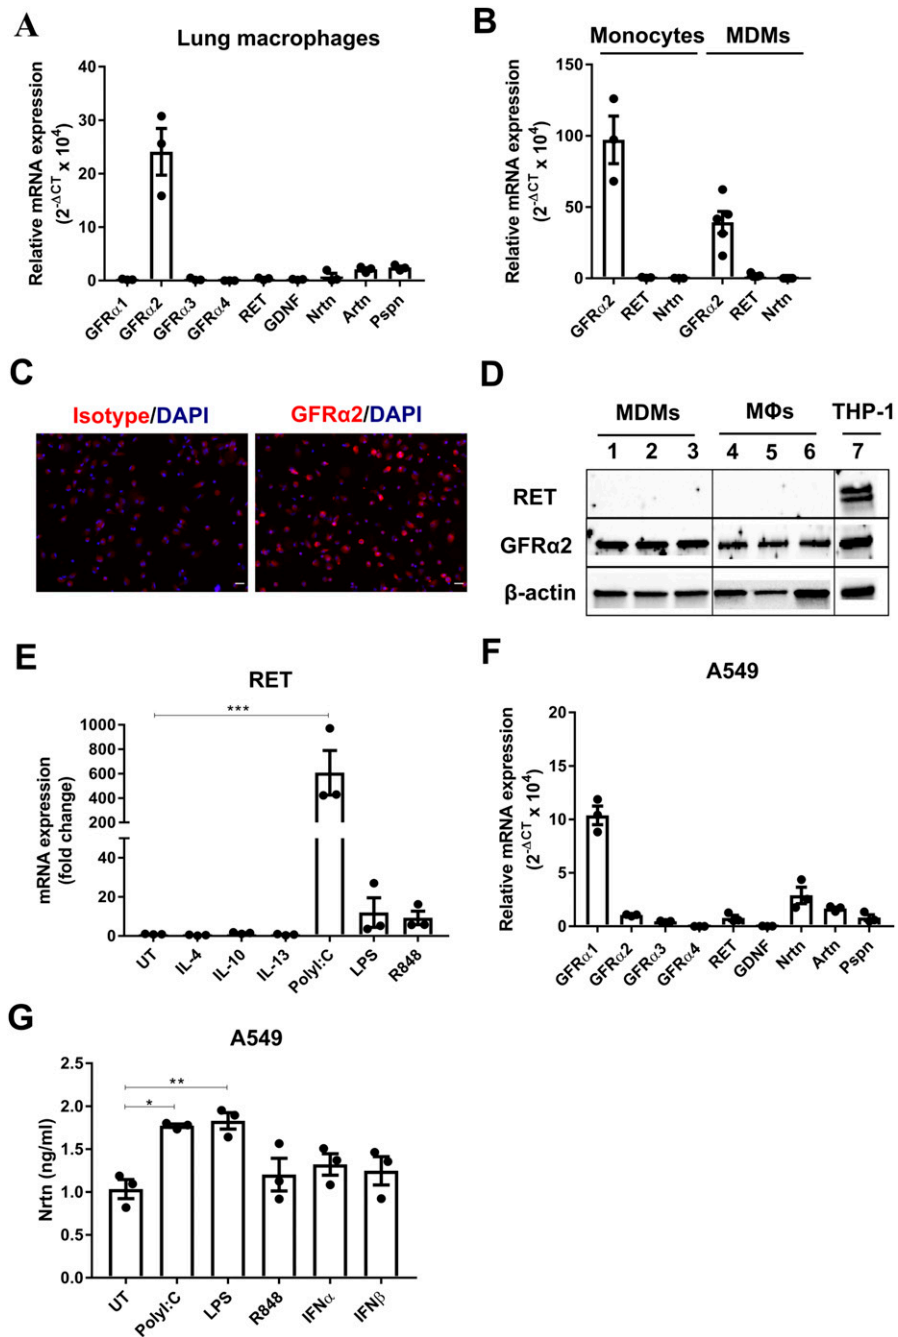 A
Lung macrophages
Relative mRNA expression
(2-ΔCT x 104)
40
30
20
10
0
GFRα1
GFRα2
GFRα3
GFRα4
RET
GDNF
Nrtn
Artn
Pspn
B
Monocytes
MDMs
Relative mRNA expression
(2-ΔCT x 104)
150
100
50
0
GFRα2
RET
Nrtn
GFRα2
RET
Nrtn
C
Isotype/DAPI
GFRα2/DAPI
D
MDMs
MΦs
THP-1
1 2 3 4 5 6 7
RET
GFRα2
β-actin
E
RET
mRNA expression
(fold change)
1000
800
600
400
200
40
20
0
***
UT
IL-4
IL-10
IL-13
PolyI:C
LPS
R848
F
A549
Relative mRNA expression
(2-ΔCT x 104)
20
15
10
5
0
GFRα1
GFRα2
GFRα3
GFRα4
RET
GDNF
Nrtn
Artn
Pspn
G
A549
Nrtn (ng/ml)
2.5
2.0
1.5
1.0
0.5
0.0
**
*
UT
PolyI:C
LPS
R848
IFNα
IFNβ